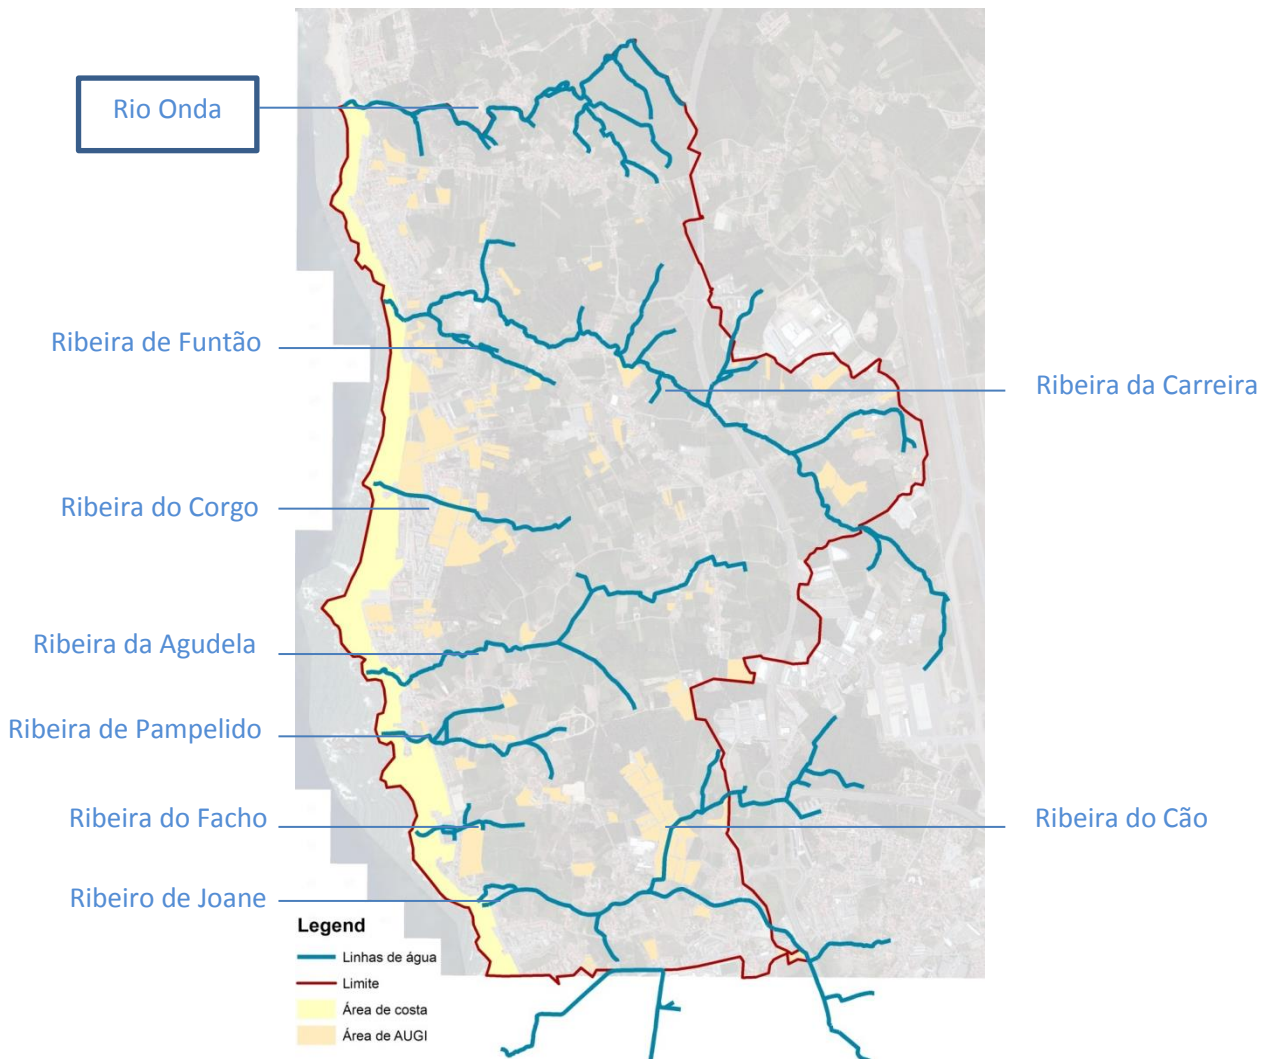 Rio Onda
Ribeira de Funtão
Ribeira da Carreira
Ribeira do Corgo
Ribeira da Agudela
Ribeira de Pampelido
Ribeira do Facho
Ribeira do Cão
Ribeiro de Joane
Legend
Linhas de água
Limite
Área de costa
Área de AUGI